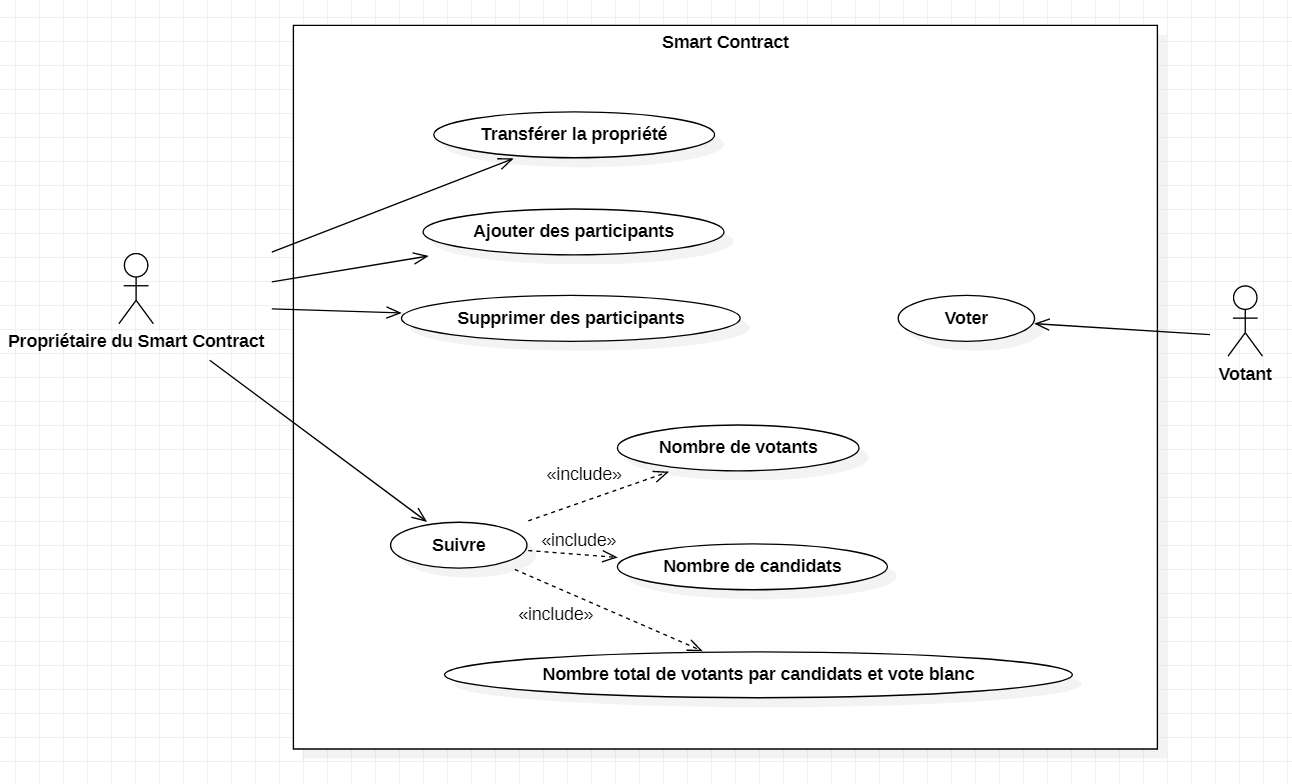 Smart Contract
Transférer la propriété
Ajouter des participants
Supprimer des participants
Voter
Propriétaire du Smart Contract
Votant
Nombre de votants
«include»
Suivre
«include»
Nombre de candidats
«include»
Nombre total de votants par candidats et vote blanc